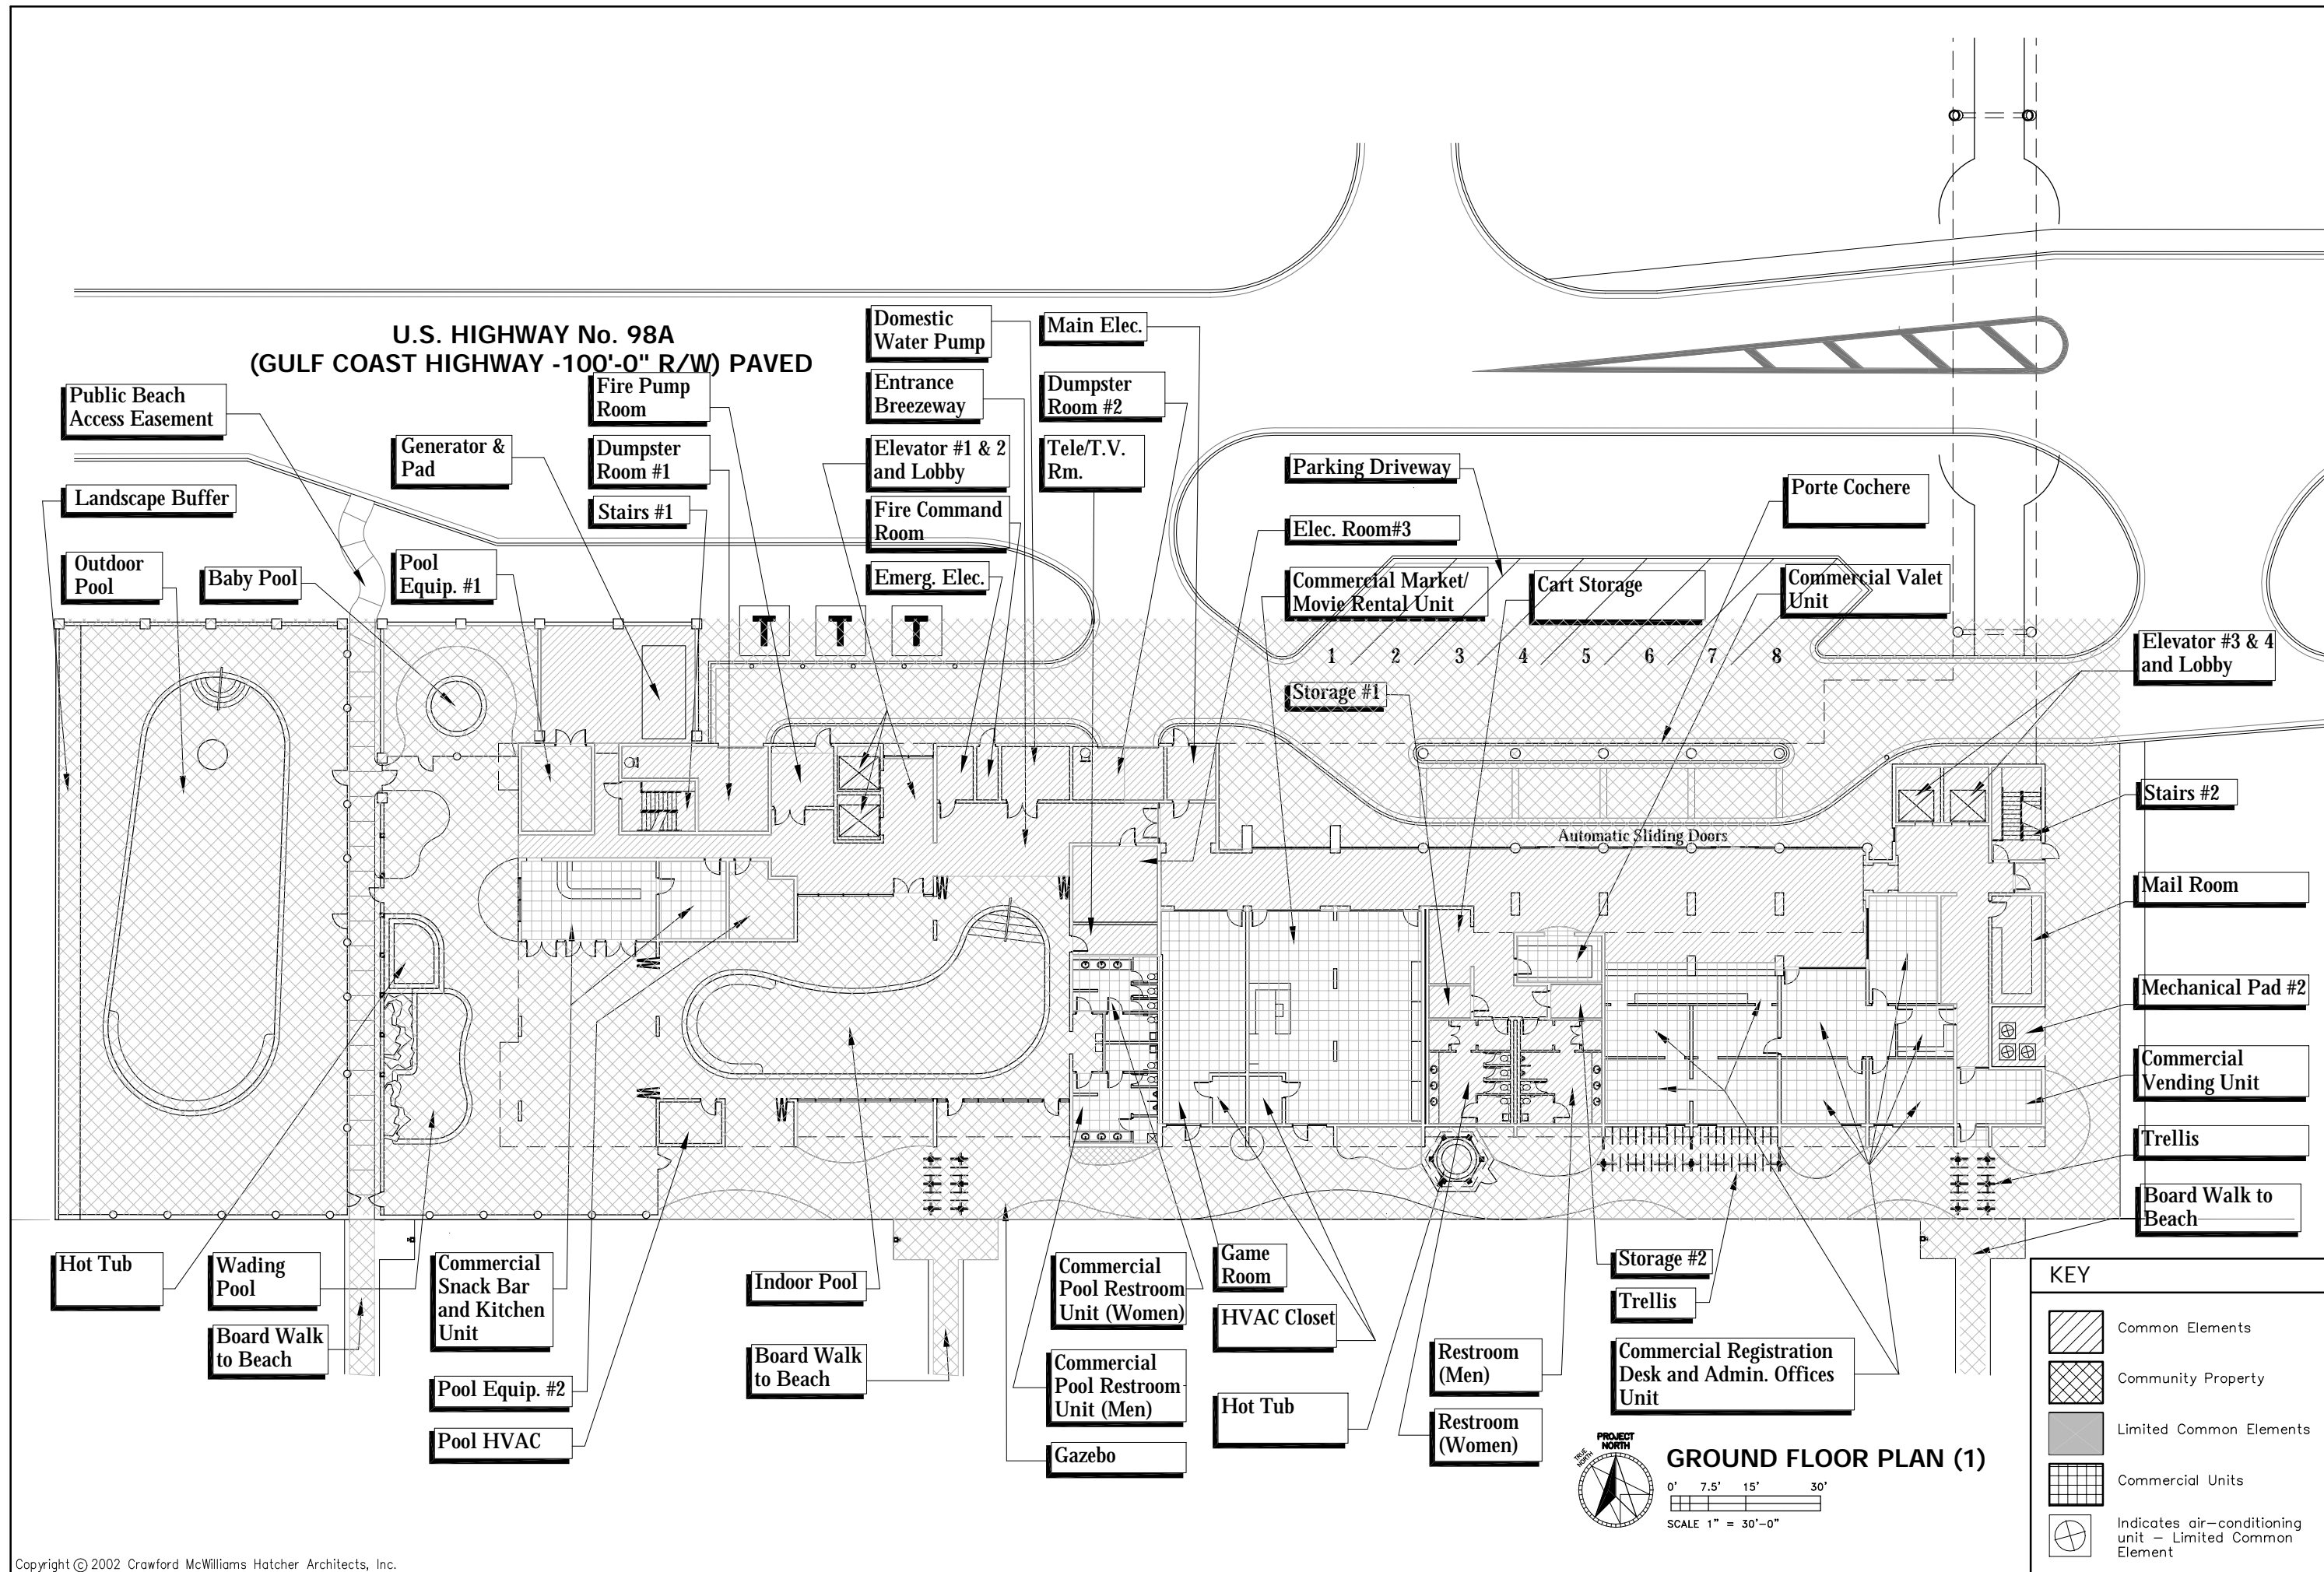 U.S. HIGHWAY No. 98A
(GULF COAST HIGHWAY -100'-0" R/W) PAVED
Public Beach
Access Easement
Landscape Buffer
Outdoor
Pool
Baby Pool
Generator &
Pad
Pool
Equip. #1
Fire Pump
Room
Dumpster
Room #1
Stairs #1
Domestic
Water Pump
Entrance
Breezeway
Elevator #1 & 2
and Lobby
Fire Command
Room
Emerg. Elec.
Main Elec.
Dumpster
Room #2
Tele/T.V.
Rm.
Parking Driveway
Elec. Room#3
Commercial Market/
Movie Rental Unit
Cart Storage
Storage #1
Porte Cochere
Commercial Valet
Unit
Elevator #3 & 4
and Lobby
T T T
1 2 3 4 5 6 7 8
Automatic Sliding Doors
Stairs #2
Mail Room
Mechanical Pad #2
Commercial
Vending Unit
Trellis
Board Walk to
Beach
Hot Tub
Wading
Pool
Board Walk
to Beach
Commercial
Snack Bar
and Kitchen
Unit
Pool Equip. #2
Pool HVAC
Indoor Pool
Board Walk
to Beach
Commercial
Pool Restroom
Unit (Women)
Commercial
Pool Restroom
Unit (Men)
Gazebo
Game
Room
HVAC Closet
Hot Tub
Restroom
(Men)
Restroom
(Women)
Storage #2
Trellis
Commercial Registration
Desk and Admin. Offices
Unit
PROJECT
NORTH
TRUE
NORTH
GROUND FLOOR PLAN (1)
0' 7.5' 15' 30'
SCALE 1" = 30'-0"
KEY
Common Elements
Community Property
Limited Common Elements
Commercial Units
Indicates air-conditioning
unit - Limited Common
Element
Copyright © 2002 Crawford McWilliams Hatcher Architects, Inc.